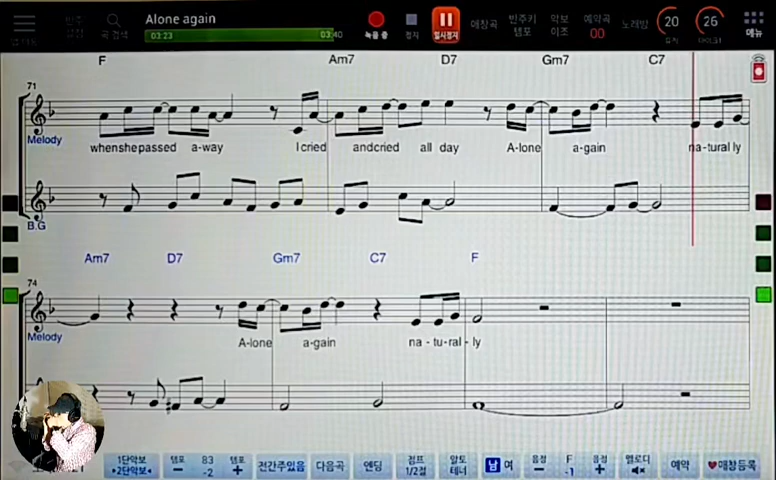 Alone again
03:23 03:40
곡 검색
녹음 중
정지
일시정지
애창곡
반주키
템포
악보
이조
예약곡
00
노래방
20
26
메뉴
F Am7 D7 Gm7 C7
71
Melody
whenshepassed a-way Icried andcried all day A-lone a-gain na-tural ly
B.G
Am7 D7 Gm7 C7 F
74
Melody
A-lone a-gain na-tu-ral-ly
1단악보
•2단악보•
템포 83 템포
- -2 +
전간주있음
다음곡
엔딩
점프
1/2절
알토
테너
남 여
음정 F 음정
- -1 +
멜로디
예약
♥애창등록